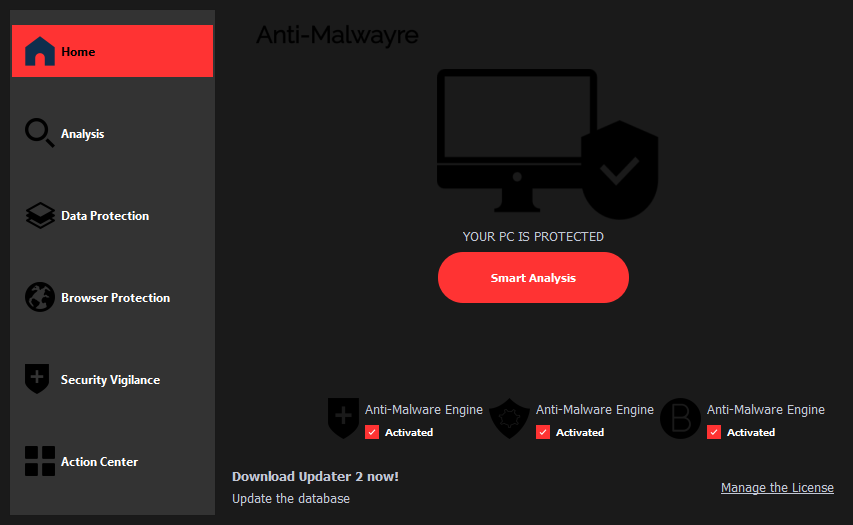 Anti-Malwayre
Home
Analysis
Data Protection
Browser Protection
Security Vigilance
Action Center
YOUR PC IS PROTECTED
Smart Analysis
Anti-Malware Engine
Activated
Anti-Malware Engine
Activated
B
Anti-Malware Engine
Activated
Download Updater 2 now!
Update the database
Manage the License